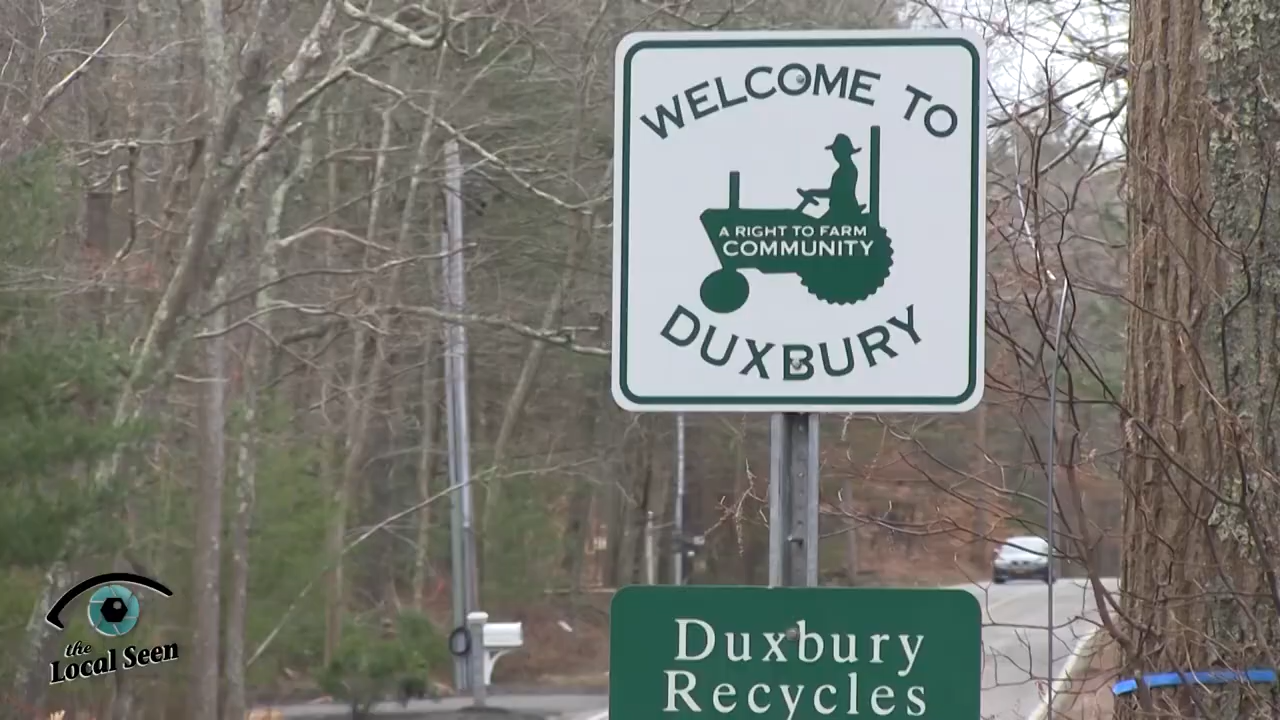 WELCOME TO
A RIGHT TO FARM
COMMUNITY
DUXBURY
Duxbury
Recycles
the
Local Seen